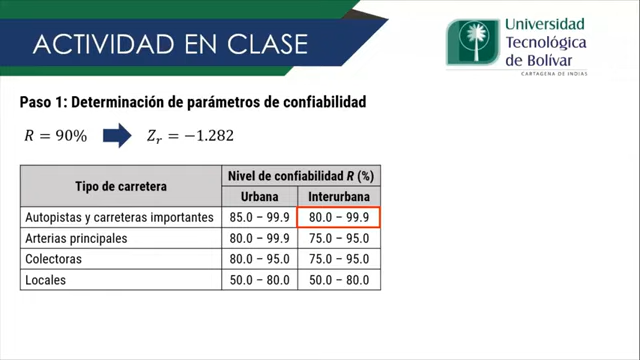 ACTIVIDAD EN CLASE
Universidad
Tecnológica
de Bolívar
CARTAGENA DE INDIAS
Paso 1: Determinación de parámetros de confiabilidad
R = 90% Zr = −1.282
Tipo de carretera Nivel de confiabilidad R (%)
Urbana Interurbana
Autopistas y carreteras importantes 85.0 – 99.9 80.0 – 99.9
Arterias principales 80.0 – 99.9 75.0 – 95.0
Colectoras 80.0 – 95.0 75.0 – 95.0
Locales 50.0 – 80.0 50.0 – 80.0